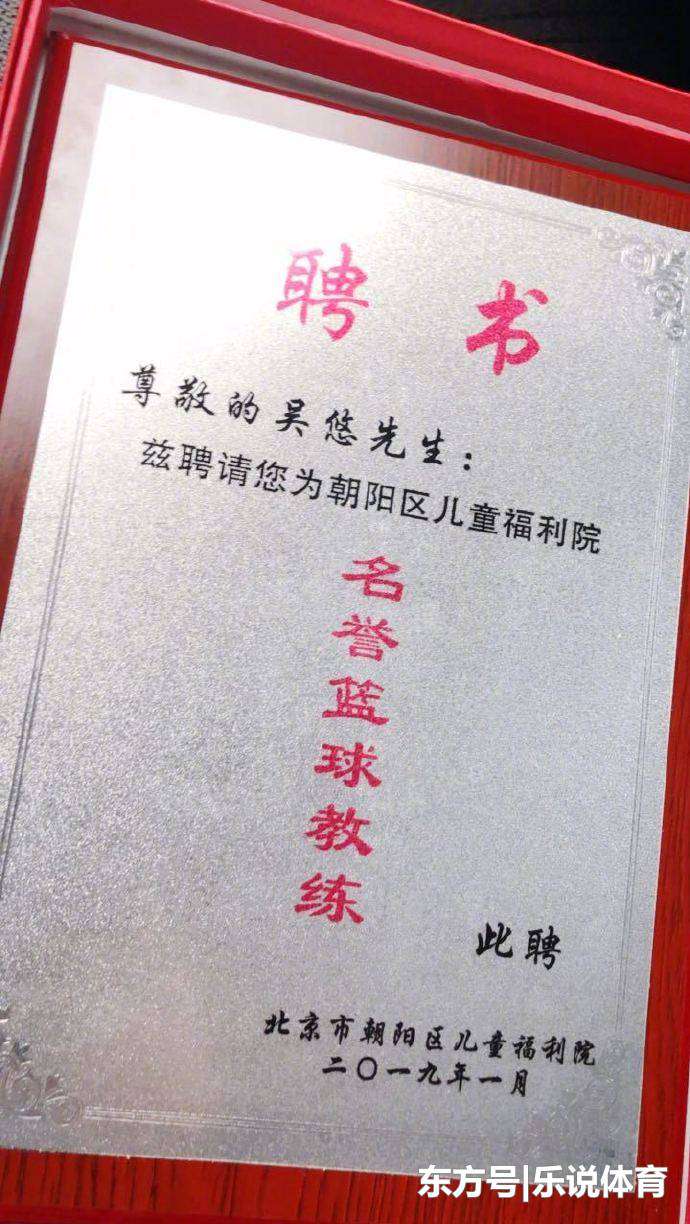 聘书
尊敬的吴悠先生：
兹聘请您为朝阳区儿童福利院
名誉篮球教练
此聘
北京市朝阳区儿童福利院
二〇一九年一月
东方号|乐说体育